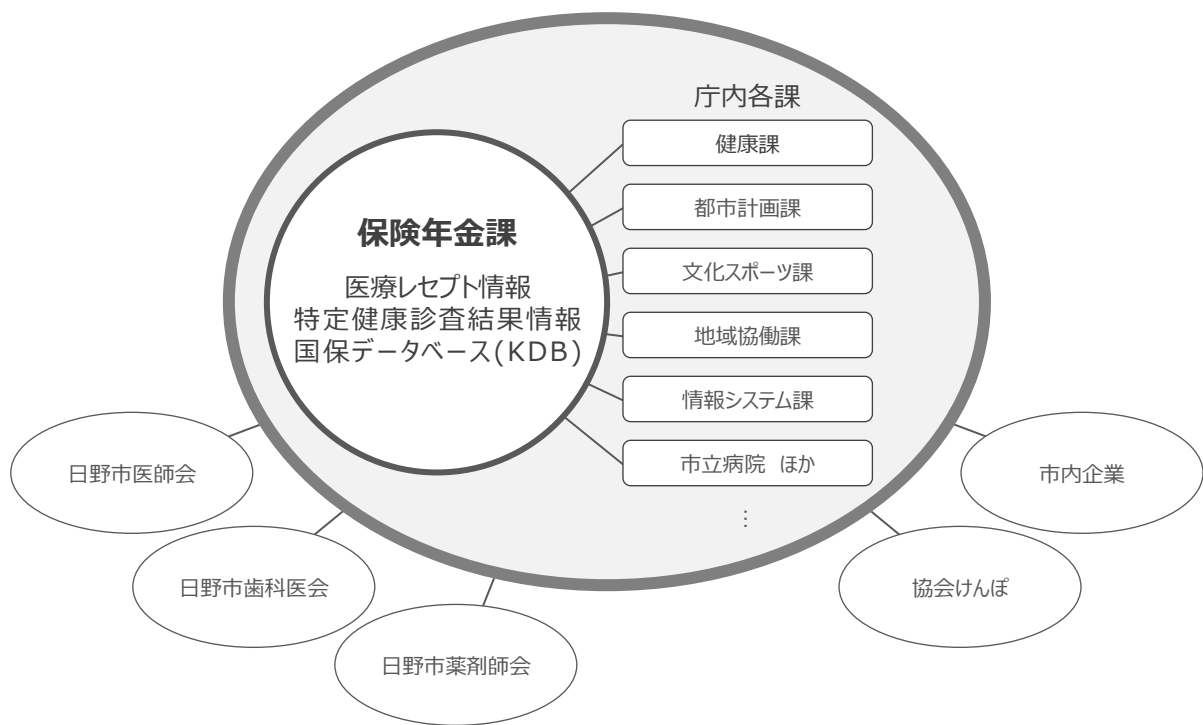 庁内各課
健康課
都市計画課
文化スポーツ課
地域協働課
情報システム課
市立病院 ほか
⋮
保険年金課
医療レセプト情報
特定健康診査結果情報
国保データベース(KDB)
日野市医師会
日野市歯科医会
日野市薬剤師会
協会けんぽ
市内企業